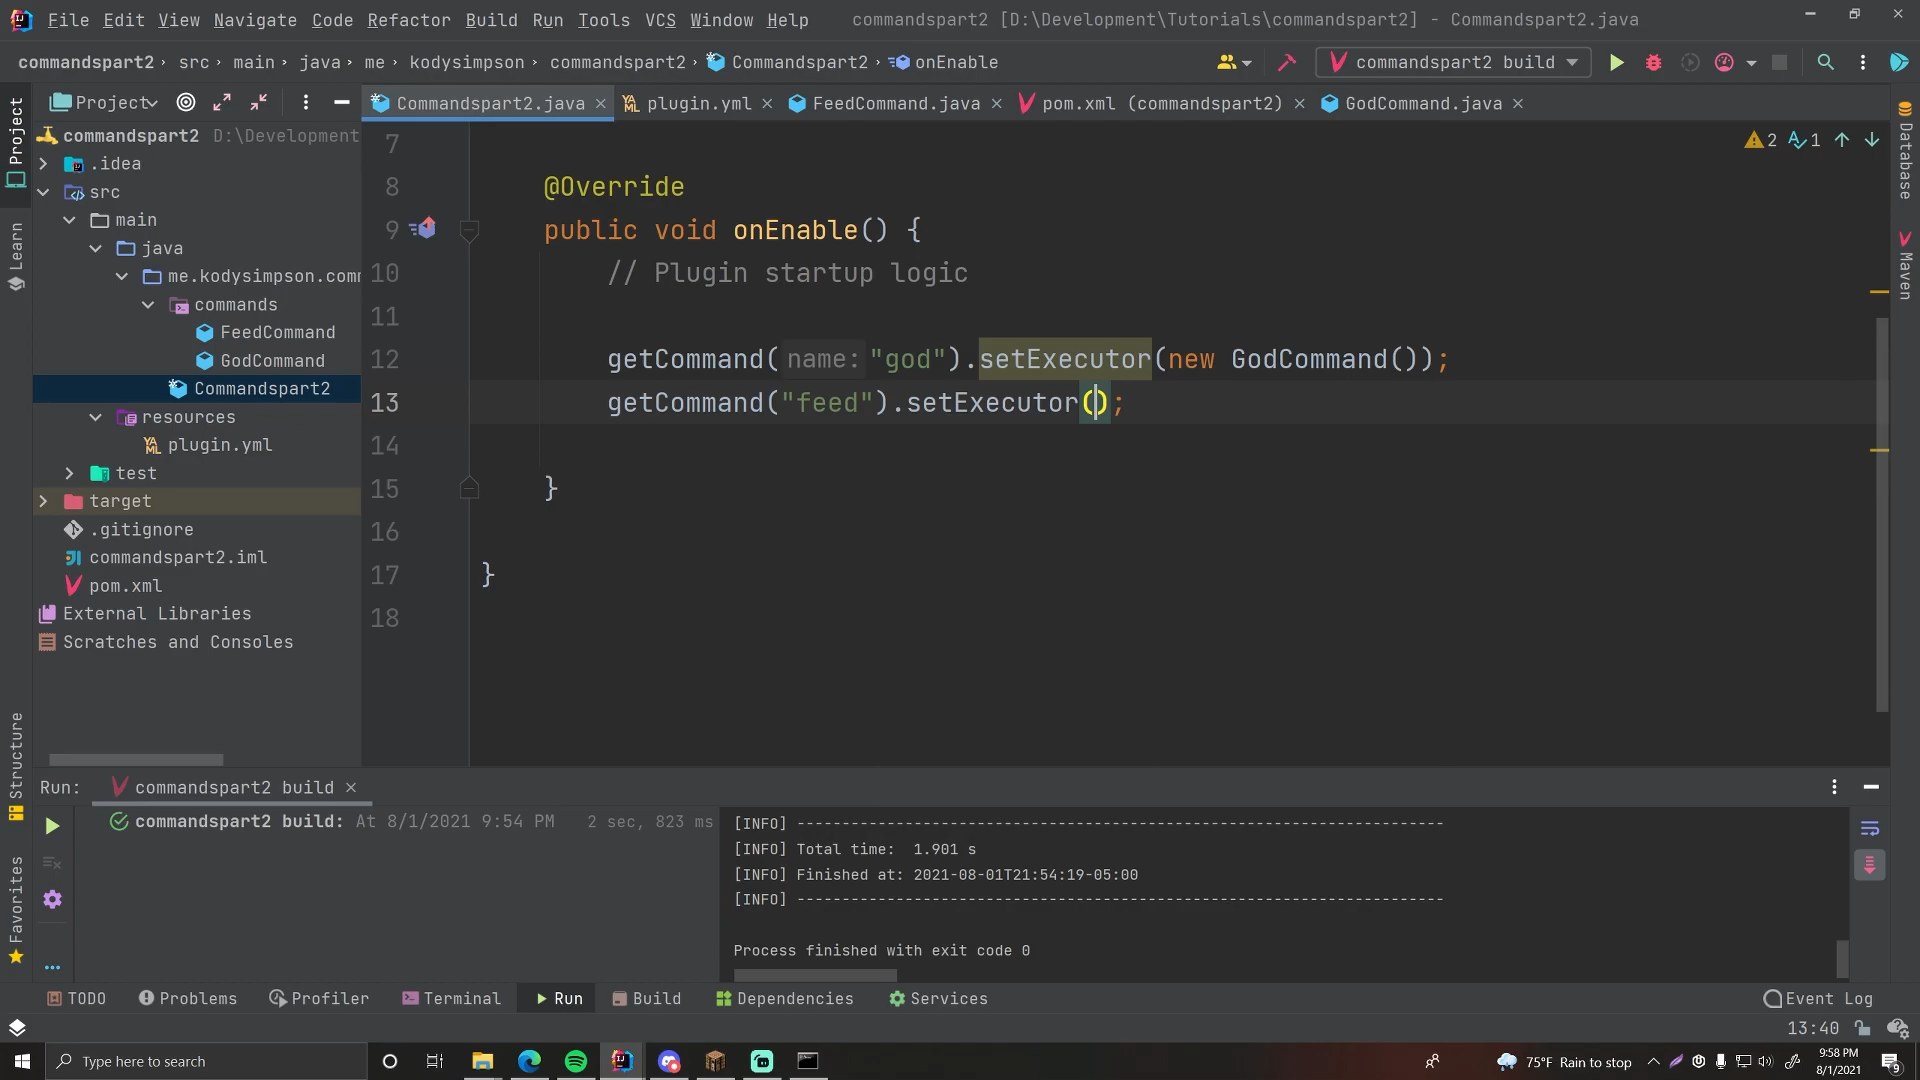 File Edit View Navigate Code Refactor Build Run Tools VCS Window Help commandspart2 [D:\Development\Tutorials\commandspart2] - Commandspart2.java
commandspart2 › src › main › java › me › kodysimpson › commandspart2 › Commandspart2 › onEnable
commandspart2 build
Project
Commandspart2.java
plugin.yml
FeedCommand.java
pom.xml (commandspart2)
GodCommand.java
Project
Learn
Structure
Favorites
Database
Maven
commandspart2 D:\Development
.idea
src
main
java
me.kodysimpson.com
commands
FeedCommand
GodCommand
Commandspart2
resources
plugin.yml
test
target
.gitignore
commandspart2.iml
pom.xml
External Libraries
Scratches and Consoles
2 1
7
8 @Override
9 public void onEnable() {
10 // Plugin startup logic
11
12 getCommand( name: "god").setExecutor(new GodCommand());
13 getCommand("feed").setExecutor();
14
15 }
16
17 }
18
Run: commandspart2 build
commandspart2 build: At 8/1/2021 9:54 PM 2 sec, 823 ms
[INFO] ------------------------------------------------------------------------
[INFO] Total time:  1.901 s
[INFO] Finished at: 2021-08-01T21:54:19-05:00
[INFO] ------------------------------------------------------------------------
Process finished with exit code 0
TODO Problems Profiler Terminal Run Build Dependencies Services Event Log
13:40
Type here to search
75°F Rain to stop
9:58 PM
8/1/2021
9